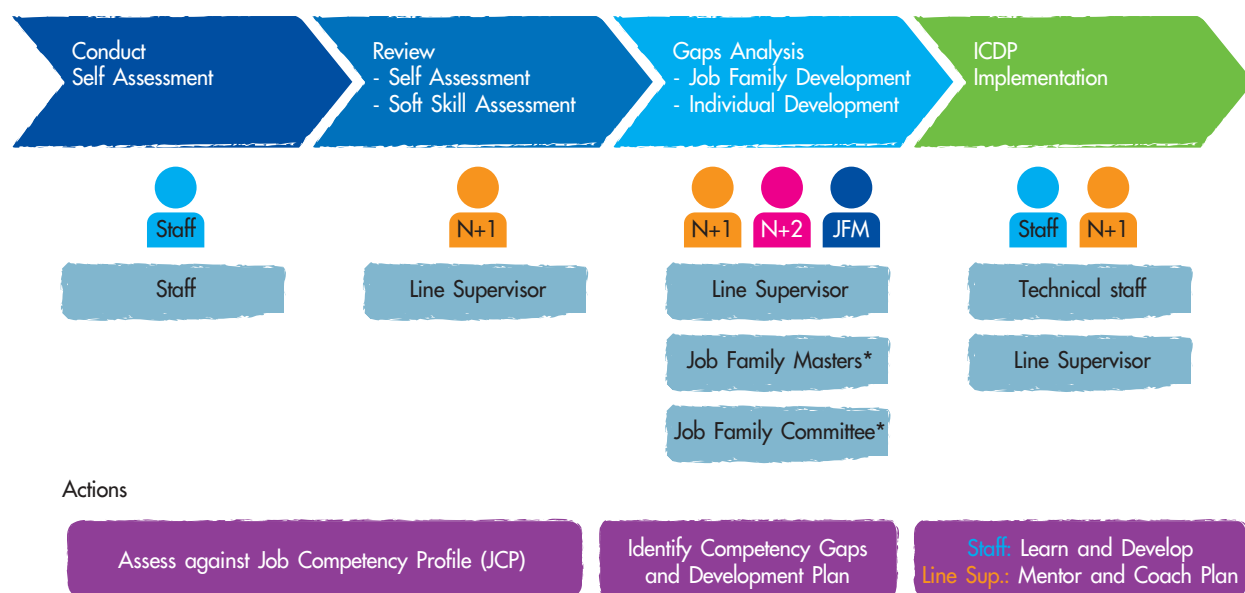 Conduct
Self Assessment
Review
- Self Assessment
- Soft Skill Assessment
Gaps Analysis
- Job Family Development
- Individual Development
ICDP
Implementation
Staff
N+1
N+1
N+2
JFM
Staff
N+1
Staff
Line Supervisor
Line Supervisor
Technical staff
Job Family Masters*
Line Supervisor
Job Family Committee*
Actions
Assess against Job Competency Profile (JCP)
Identify Competency Gaps
and Development Plan
Staff: Learn and Develop
Line Sup.: Mentor and Coach Plan